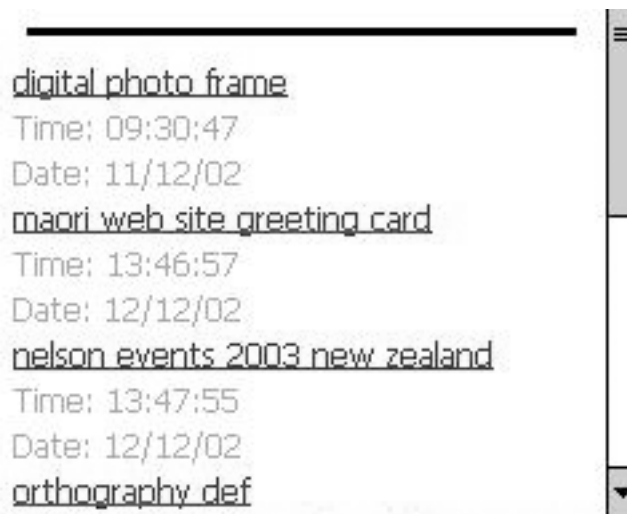 digital photo frame
Time: 09:30:47
Date: 11/12/02
maori web site greeting card
Time: 13:46:57
Date: 12/12/02
nelson events 2003 new zealand
Time: 13:47:55
Date: 12/12/02
orthography def